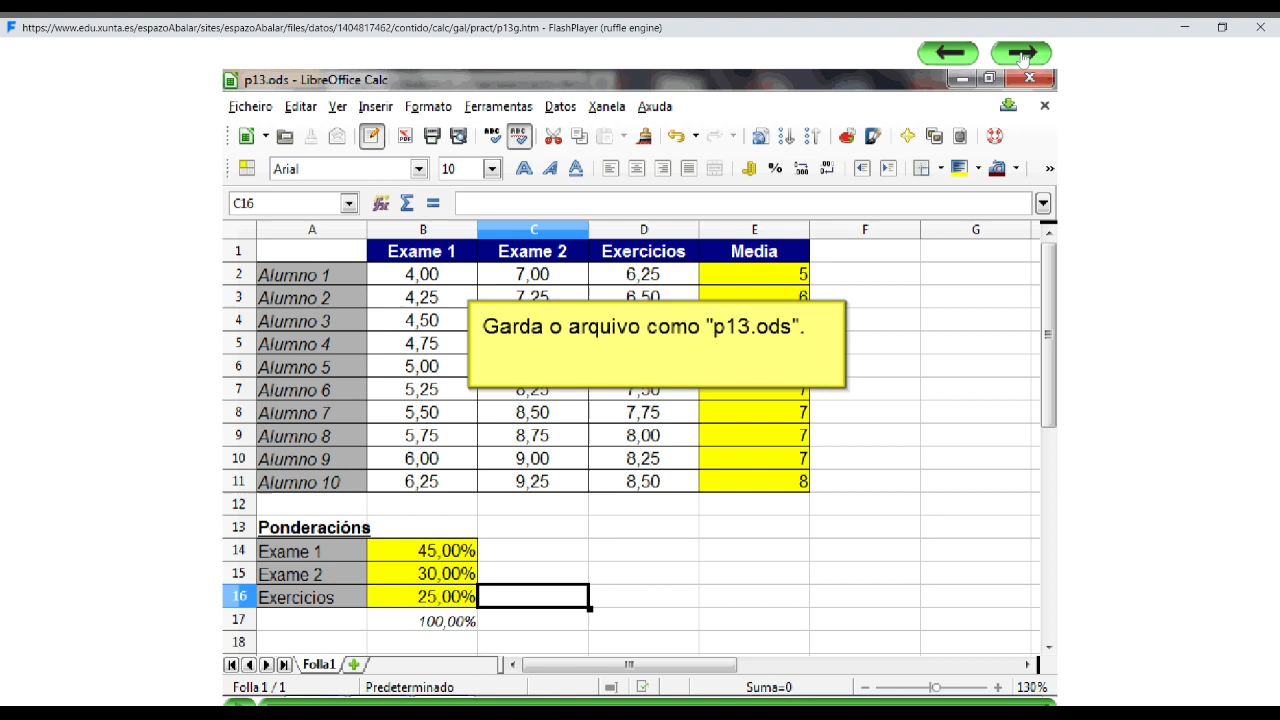 https://www.edu.xunta.es/espazoAbalar/sites/espazoAbalar/files/datos/1404817462/contido/calc/gal/pract/p13g.htm - FlashPlayer (ruffle engine)
p13.ods - LibreOffice Calc
Ficheiro Editar Ver Inserir Formato Ferramentas Datos Xanela Axuda
Arial 10
C16
A B C D E F G
1 Exame 1 Exame 2 Exercicios Media
2 Alumno 1 4,00 7,00 6,25 5
3 Alumno 2 4,25 7,25 6,50 6
Garda o arquivo como "p13.ods".
4 Alumno 3 4,50
5 Alumno 4 4,75
6 Alumno 5 5,00
7 Alumno 6 5,25 8,25 7,50 7
8 Alumno 7 5,50 8,50 7,75 7
9 Alumno 8 5,75 8,75 8,00 7
10 Alumno 9 6,00 9,00 8,25 7
11 Alumno 10 6,25 9,25 8,50 8
12
13 Ponderacións
14 Exame 1 45,00%
15 Exame 2 30,00%
16 Exercicios 25,00%
17 100,00%
18
Folla1
Folla 1 / 1 Predeterminado Suma=0 130%